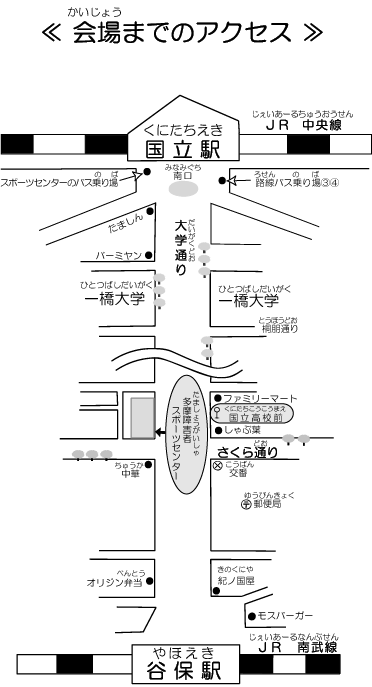 かいじょう
≪ 会場までのアクセス ≫
くにたちえき
国立駅
じぇいあーるちゅうおうせん
JR 中央線
みなみぐち
南口
の ば
スポーツセンターのバス乗り場
ろせん の ば
路線バス乗り場③④
たましん
だいがくどお
大学通り
バーミヤン
ひとつばしだいがく
一橋大学
ひとつばしだいがく
一橋大学
とうほうどお
桐朋通り
たましょうがいしゃ
多摩障害者
スポーツセンター
ファミリーマート
くにたちこうこうまえ
国立高校前
しゃぶ葉
どお
さくら通り
ちゅうか
中華
こうばん
交番
ゆうびんきょく
郵便局
べんとう
オリジン弁当
きのくにや
紀ノ国屋
モスバーガー
やほえき
谷保駅
じぇいあーるなんぶせん
JR 南武線